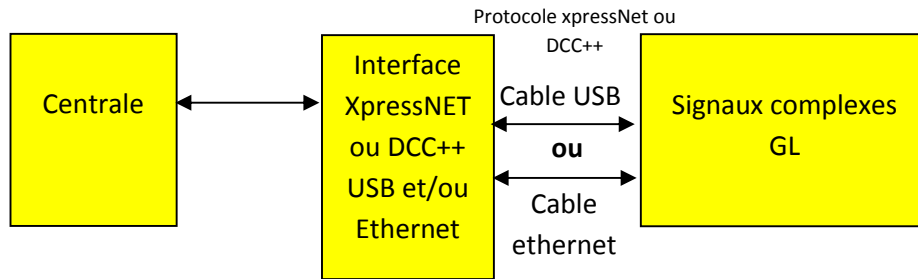 Protocole xpressNet ou
DCC++
Centrale
Interface
XpressNET
ou DCC++
USB et/ou
Ethernet
Cable USB
ou
Cable
ethernet
Signaux complexes
GL